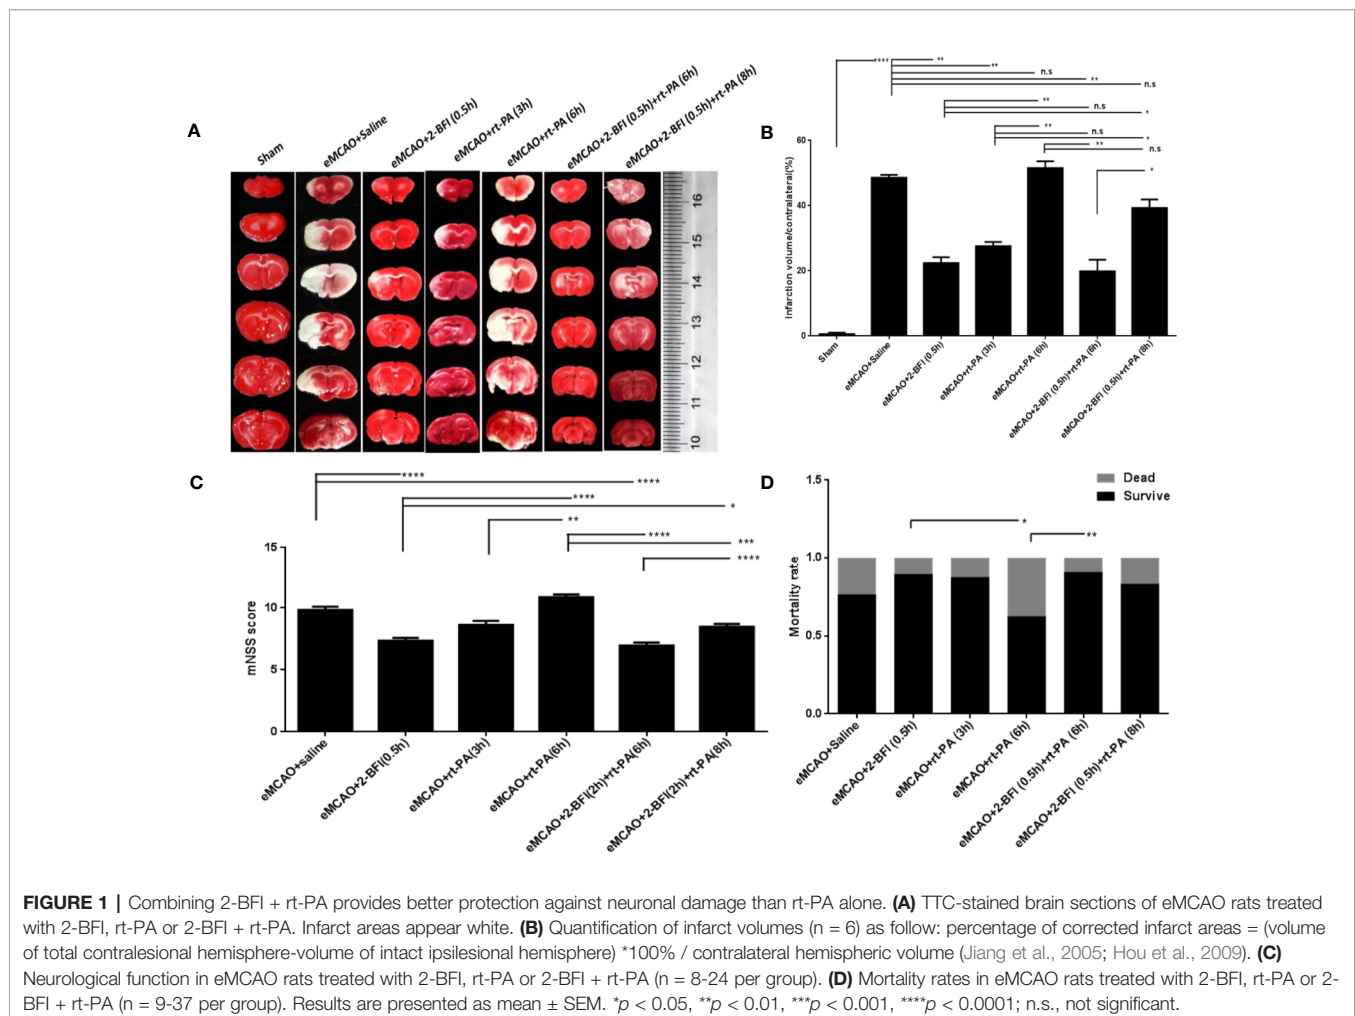 A
Sham
eMCAO+Saline
eMCAO+2-BFI (0.5h)
eMCAO+rt-PA (3h)
eMCAO+rt-PA (6h)
eMCAO+2-BFI (0.5h)+rt-PA (6h)
eMCAO+2-BFI (0.5h)+rt-PA (8h)
16
15
14
13
12
11
10
B
**** ** ** n.s ** n.s
** n.s *
** n.s *
** n.s
*
Infarction volume/contralateral(%)
60
40
20
0
Sham
eMCAO+Saline
eMCAO+2-BFI (0.5h)
eMCAO+rt-PA (3h)
eMCAO+rt-PA (6h)
eMCAO+2-BFI (0.5h)+rt-PA (6h)
eMCAO+2-BFI (0.5h)+rt-PA (8h)
C
****
****
****
*
**
****
***
****
mNSS score
15
10
5
0
eMCAO+saline
eMCAO+2-BFI(0.5h)
eMCAO+rt-PA(3h)
eMCAO+rt-PA(6h)
eMCAO+2-BFI(2h)+rt-PA(6h)
eMCAO+2-BFI(2h)+rt-PA(8h)
D
Dead
Survive
*
**
Mortality rate
1.5
1.0
0.5
0.0
eMCAO+Saline
eMCAO+2-BFI (0.5h)
eMCAO+rt-PA (3h)
eMCAO+rt-PA (6h)
eMCAO+2-BFI (0.5h)+rt-PA (6h)
eMCAO+2-BFI (0.5h)+rt-PA (8h)
FIGURE 1 | Combining 2-BFI + rt-PA provides better protection against neuronal damage than rt-PA alone. (A) TTC-stained brain sections of eMCAO rats treated
with 2-BFI, rt-PA or 2-BFI + rt-PA. Infarct areas appear white. (B) Quantification of infarct volumes (n = 6) as follow: percentage of corrected infarct areas = (volume
of total contralesional hemisphere-volume of intact ipsilesional hemisphere) *100% / contralateral hemispheric volume (Jiang et al., 2005; Hou et al., 2009). (C)
Neurological function in eMCAO rats treated with 2-BFI, rt-PA or 2-BFI + rt-PA (n = 8-24 per group). (D) Mortality rates in eMCAO rats treated with 2-BFI, rt-PA or 2-
BFI + rt-PA (n = 9-37 per group). Results are presented as mean ± SEM. *p < 0.05, **p < 0.01, ***p < 0.001, ****p < 0.0001; n.s., not significant.